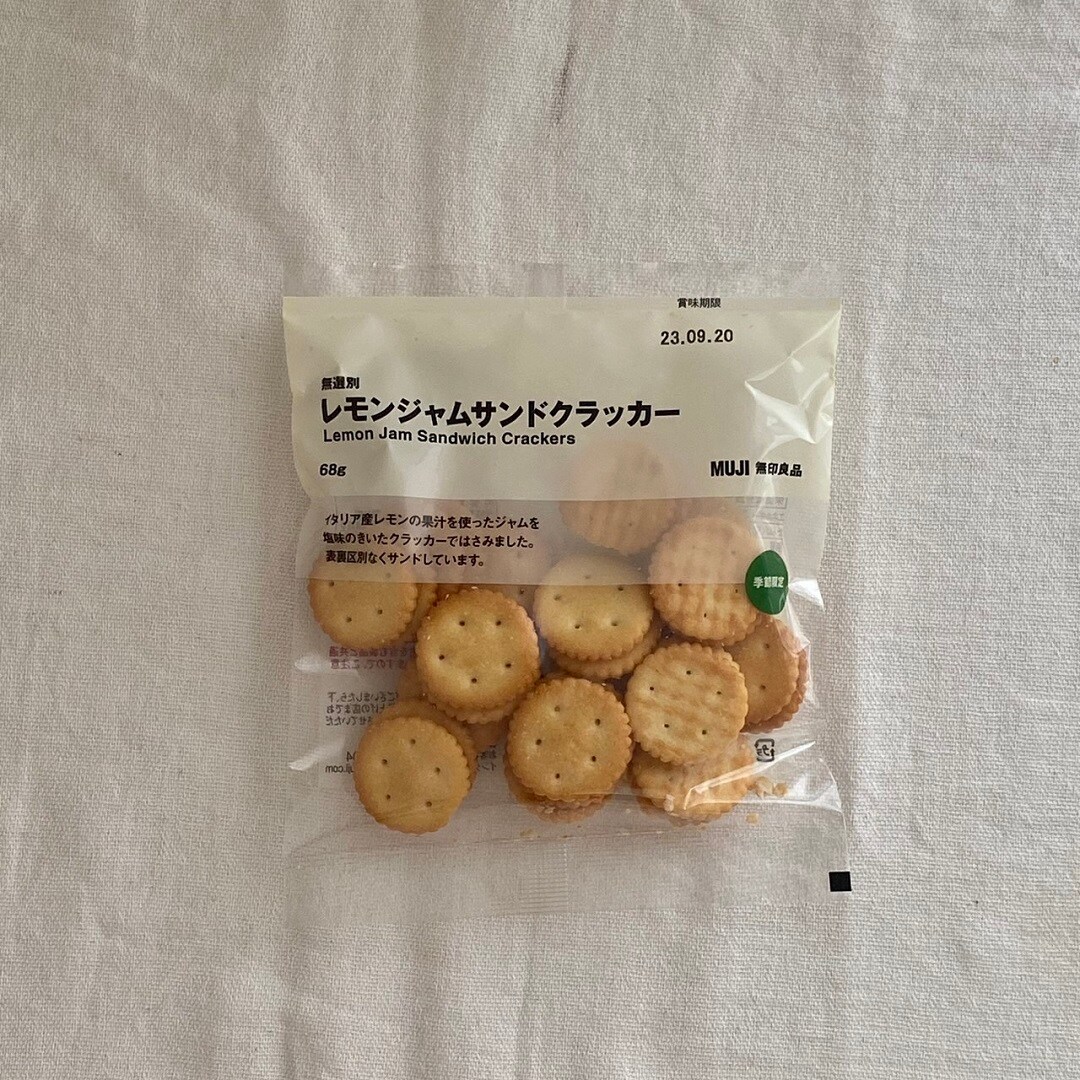 賞味期限
23.09.20
無選別
レモンジャムサンドクラッカー
Lemon Jam Sandwich Crackers
68g
MUJI 無印良品
イタリア産レモンの果汁を使ったジャムを
塩味のきいたクラッカーではさみました。
表裏区別なくサンドしています。
季節限定